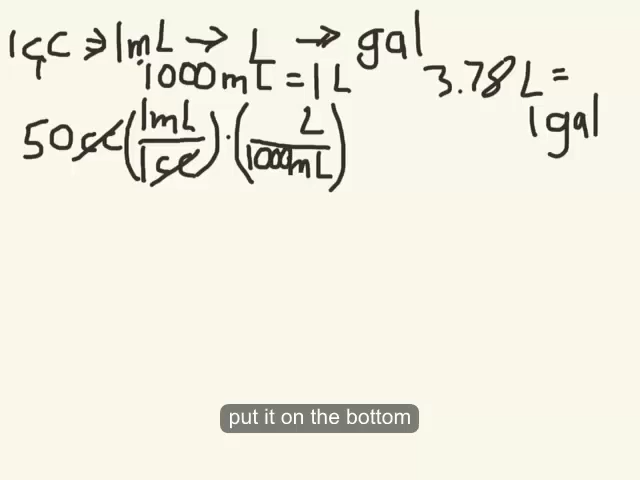 1cc → 1mL → L → gal
1000mL = 1L 3.78L =
1gal
50cc (1mL/1cc) · (L/1000mL)
put it on the bottom